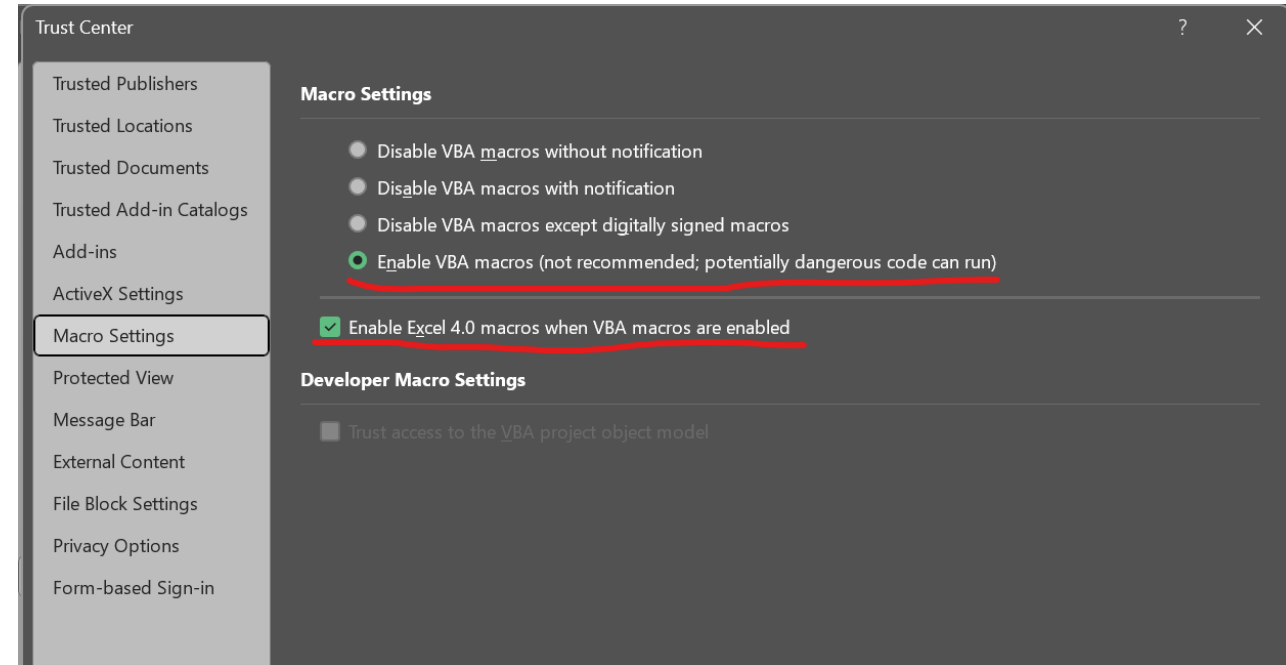 Trust Center
?
Trusted Publishers
Trusted Locations
Trusted Documents
Trusted Add-in Catalogs
Add-ins
ActiveX Settings
Macro Settings
Protected View
Message Bar
External Content
File Block Settings
Privacy Options
Form-based Sign-in
Macro Settings
Disable VBA macros without notification
Disable VBA macros with notification
Disable VBA macros except digitally signed macros
Enable VBA macros (not recommended; potentially dangerous code can run)
Enable Excel 4.0 macros when VBA macros are enabled
Developer Macro Settings
Trust access to the VBA project object model